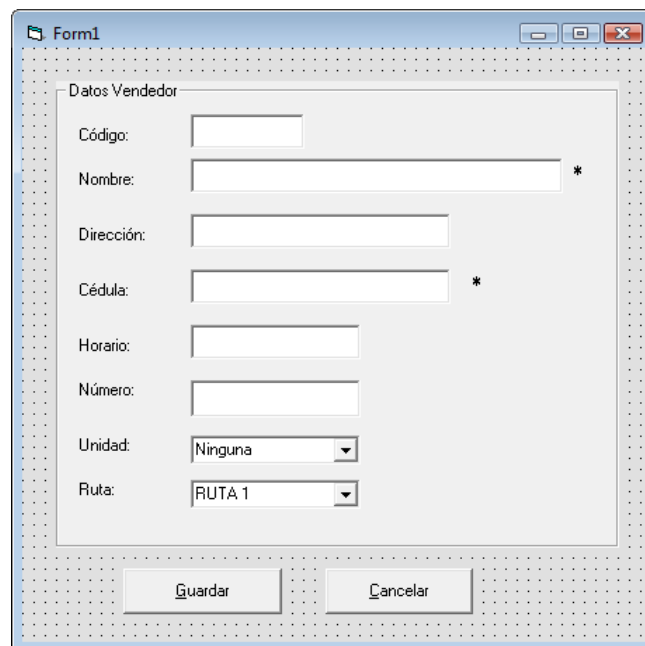 Form1
Datos Vendedor
Código:
Nombre: *
Dirección:
Cédula: *
Horario:
Número:
Unidad: Ninguna
Ruta: RUTA 1
Guardar Cancelar